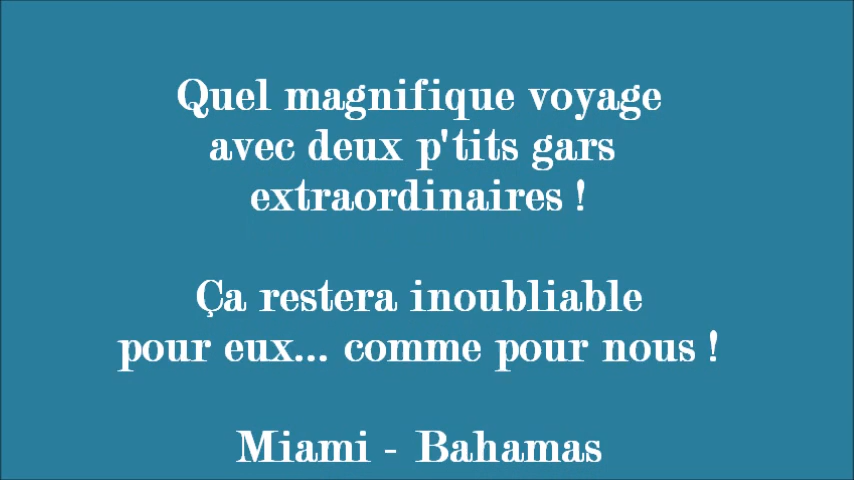 Quel magnifique voyage
avec deux p'tits gars
extraordinaires !
Ça restera inoubliable
pour eux... comme pour nous !
Miami - Bahamas